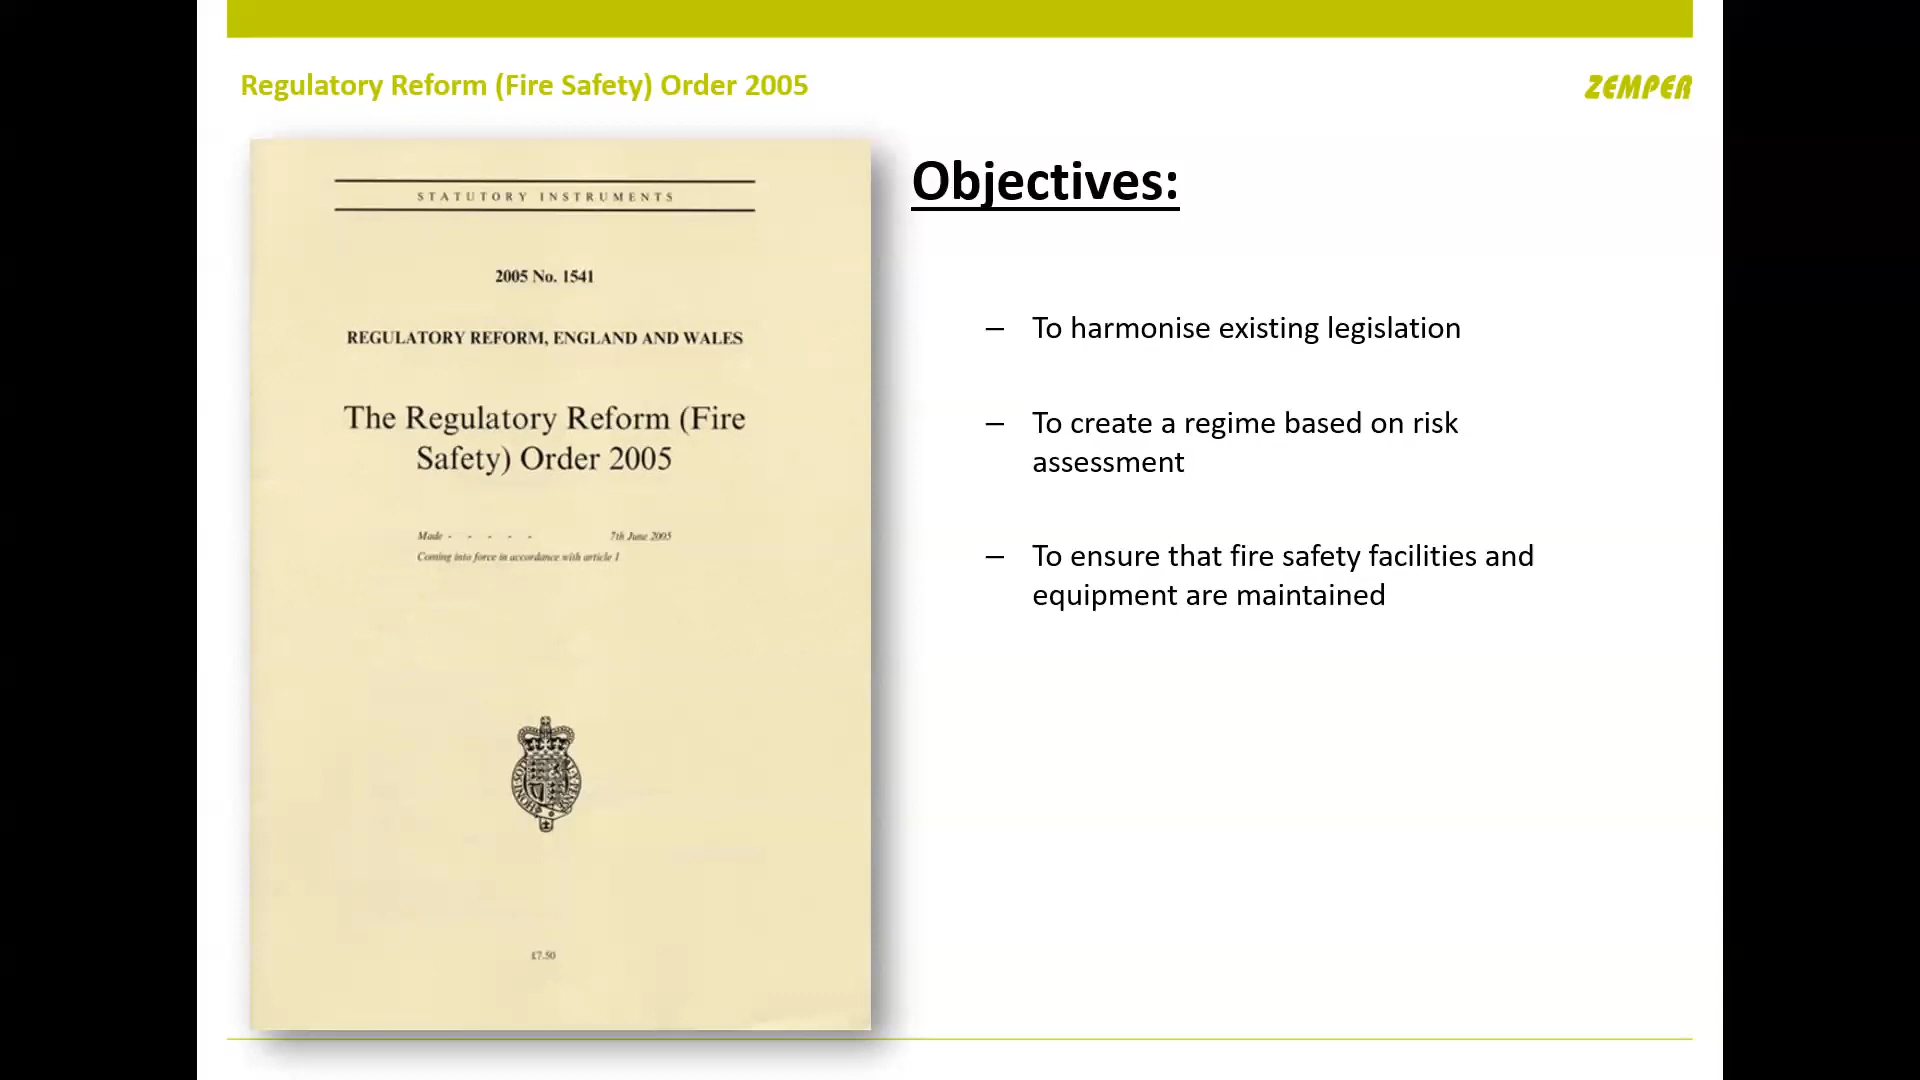 Regulatory Reform (Fire Safety) Order 2005
ZEMPER
STATUTORY INSTRUMENTS
2005 No. 1541
REGULATORY REFORM, ENGLAND AND WALES
The Regulatory Reform (Fire
Safety) Order 2005
Made - - - - - 7th June 2005
Coming into force in accordance with article 1
£7.50
Objectives:
– To harmonise existing legislation
– To create a regime based on risk
assessment
– To ensure that fire safety facilities and
equipment are maintained